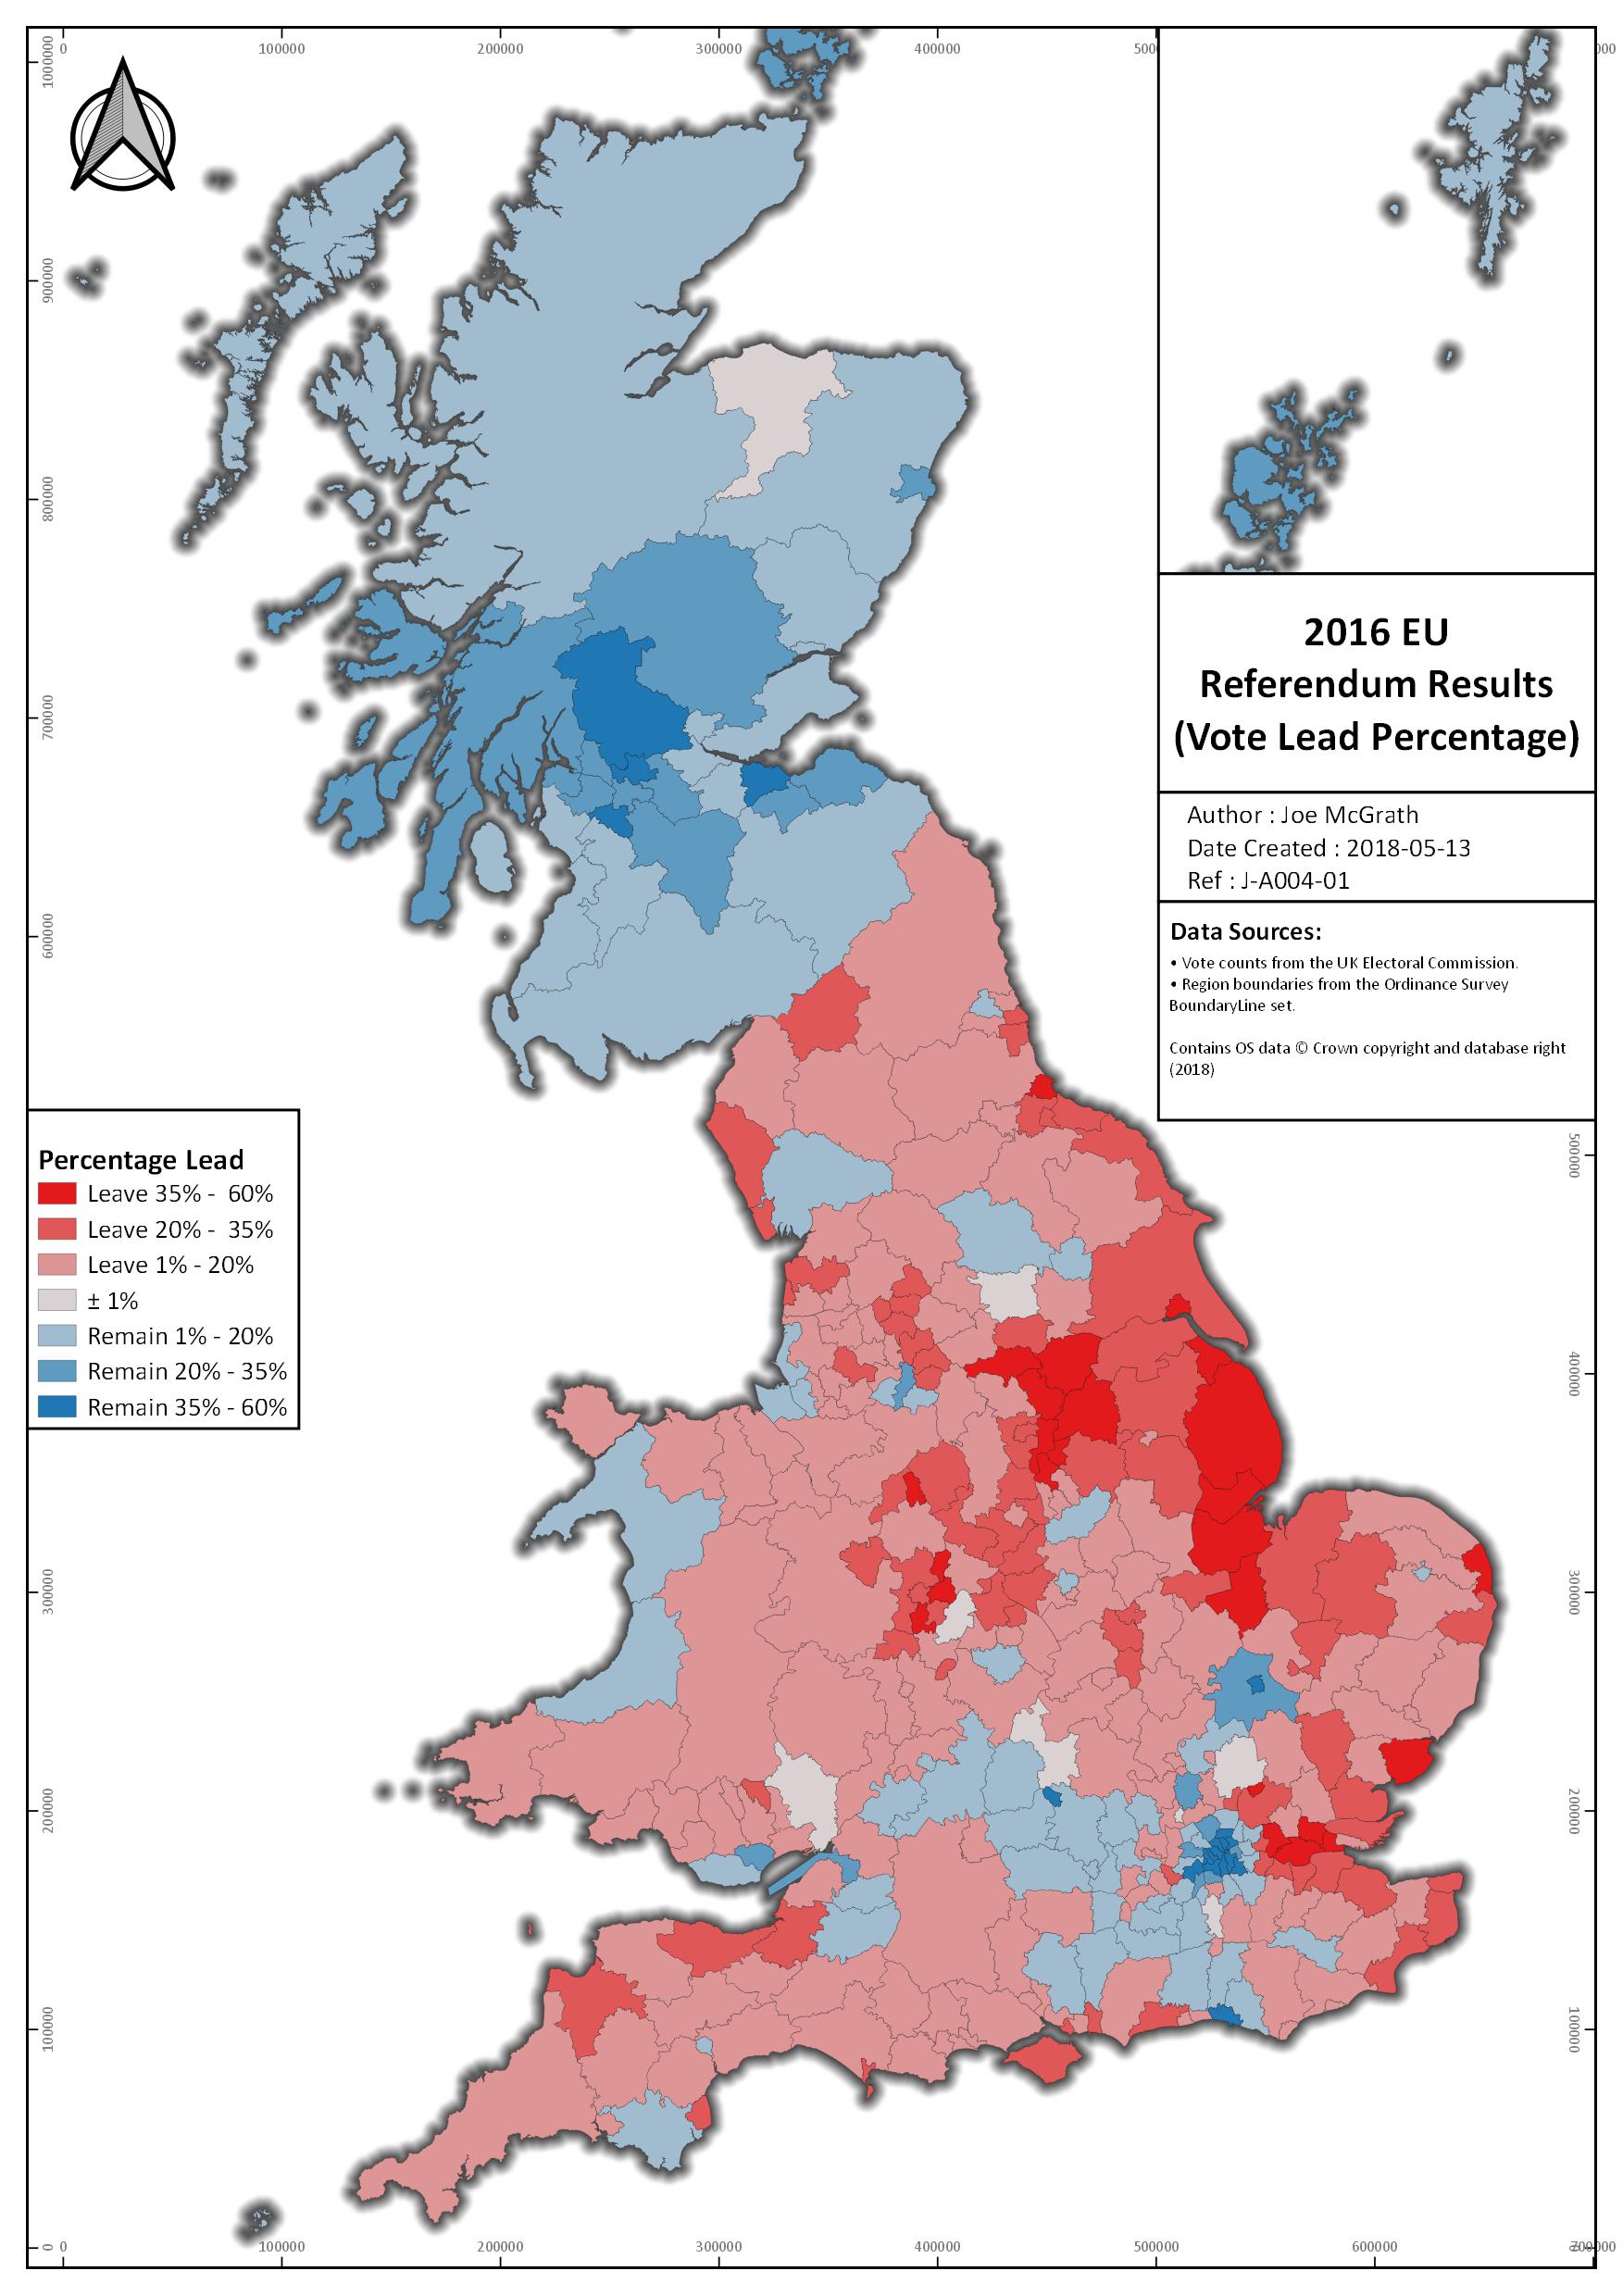 0 100000 200000 300000 400000 500
000
1000000
900000
800000
700000
600000
2016 EU
Referendum Results
(Vote Lead Percentage)
Author : Joe McGrath
Date Created : 2018-05-13
Ref : J-A004-01
Data Sources:
• Vote counts from the UK Electoral Commission.
• Region boundaries from the Ordinance Survey
BoundaryLine set.
Contains OS data © Crown copyright and database right
(2018)
Percentage Lead
Leave 35% - 60%
Leave 20% - 35%
Leave 1% - 20%
± 1%
Remain 1% - 20%
Remain 20% - 35%
Remain 35% - 60%
300000
200000
100000
0
500000
400000
300000
200000
100000
0 100000 200000 300000 400000 500000 600000